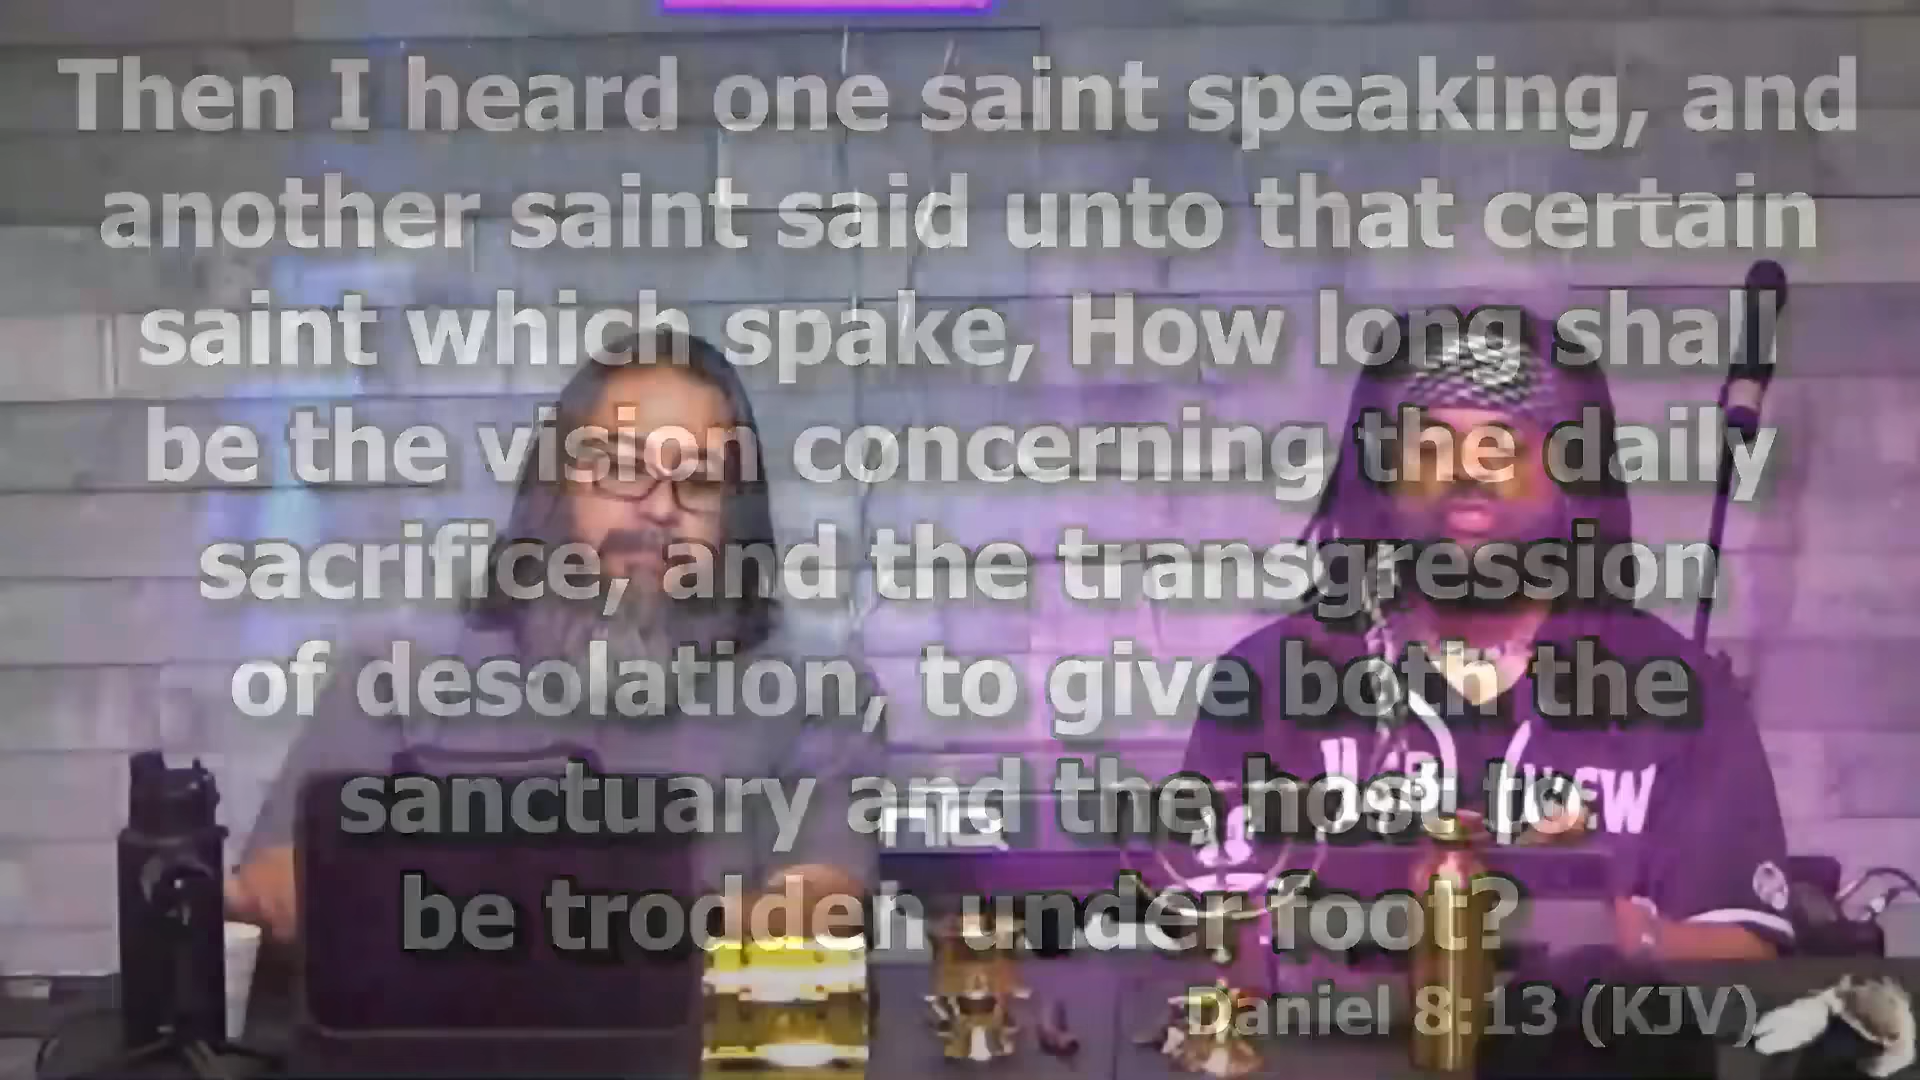 Then I heard one saint speaking, and
another saint said unto that certain
saint which spake, How long shall
be the vision concerning the daily
sacrifice, and the transgression
of desolation, to give both the
sanctuary and the host to
be trodden under foot?
Daniel 8:13 (KJV)